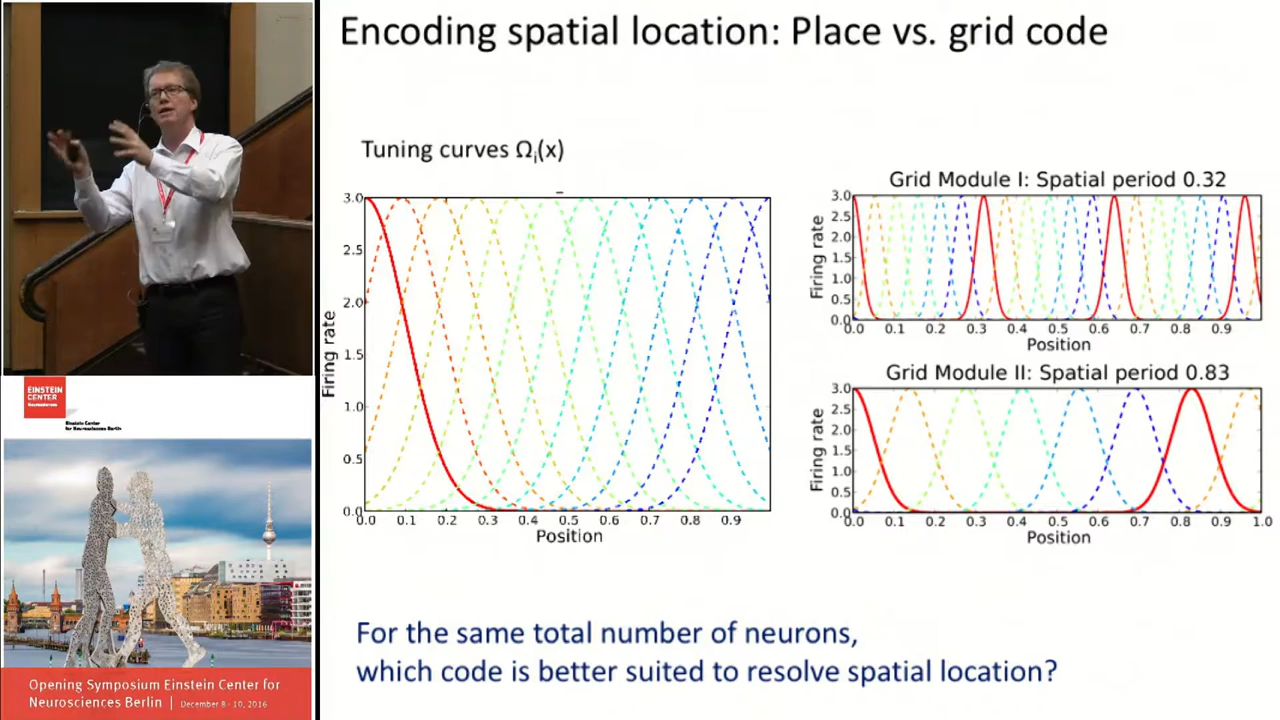 Encoding spatial location: Place vs. grid code
Tuning curves Ωᵢ(x)
3.0
2.5
2.0
1.5
1.0
0.5
0.0
Firing rate
0.0 0.1 0.2 0.3 0.4 0.5 0.6 0.7 0.8 0.9
Position
Grid Module I: Spatial period 0.32
3.0
2.5
2.0
1.5
1.0
0.5
0.0
Firing rate
0.0 0.1 0.2 0.3 0.4 0.5 0.6 0.7 0.8 0.9
Position
Grid Module II: Spatial period 0.83
3.0
2.5
2.0
1.5
1.0
0.5
0.0
Firing rate
0.0 0.1 0.2 0.3 0.4 0.5 0.6 0.7 0.8 0.9 1.0
Position
For the same total number of neurons,
which code is better suited to resolve spatial location?
EINSTEIN
CENTER
Neurosciences
Einstein Center
for Neurosciences Berlin
Opening Symposium Einstein Center for
Neurosciences Berlin | December 8 - 10, 2016